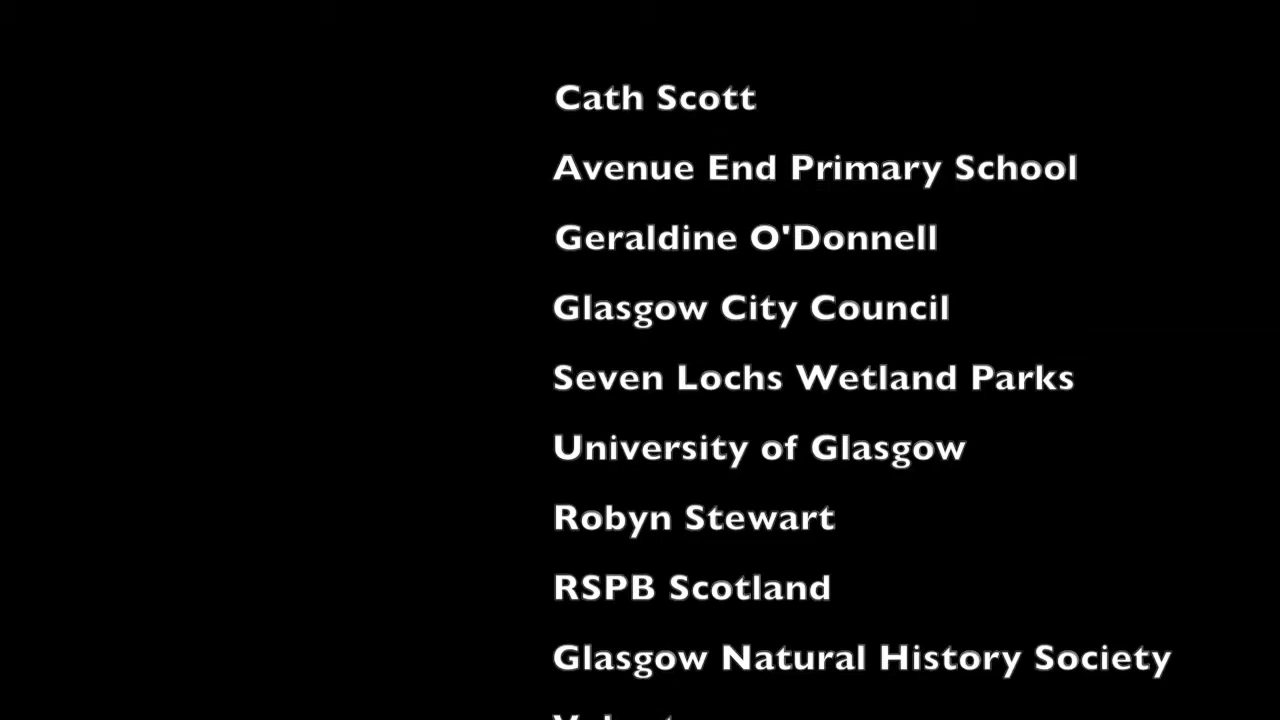 Cath Scott
Avenue End Primary School
Geraldine O'Donnell
Glasgow City Council
Seven Lochs Wetland Parks
University of Glasgow
Robyn Stewart
RSPB Scotland
Glasgow Natural History Society